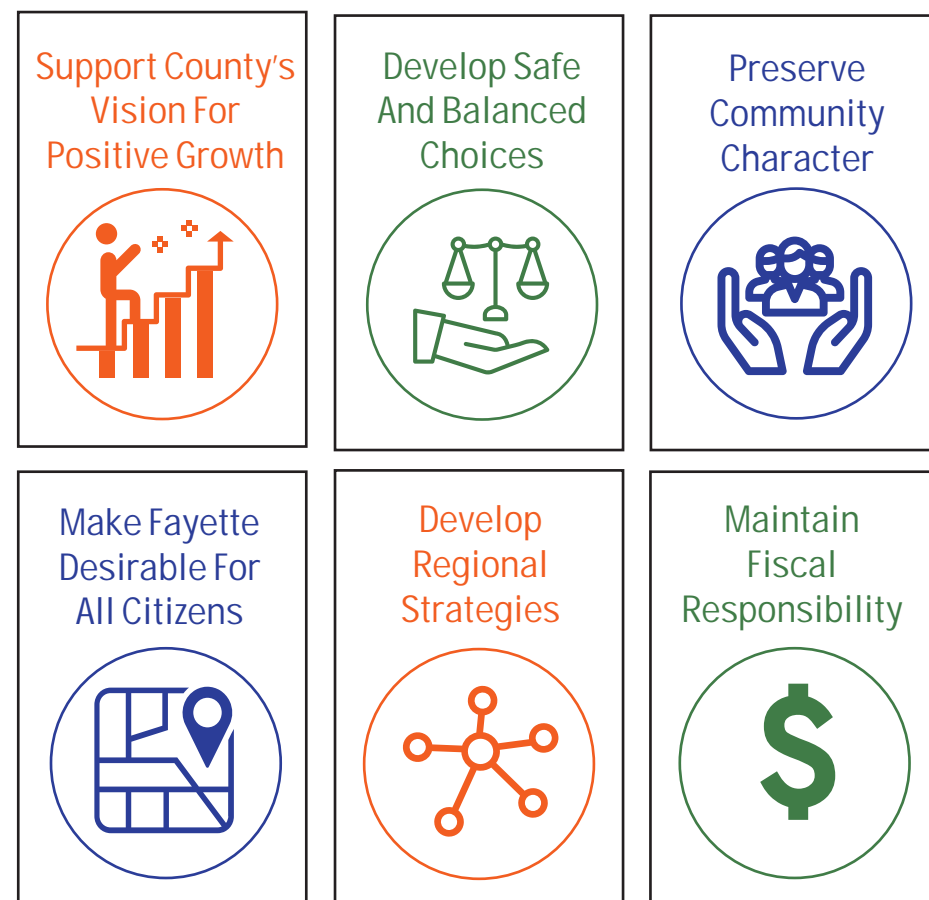 Support County's
Vision For
Positive Growth
Develop Safe
And Balanced
Choices
Preserve
Community
Character
Make Fayette
Desirable For
All Citizens
Develop
Regional
Strategies
Maintain
Fiscal
Responsibility
$